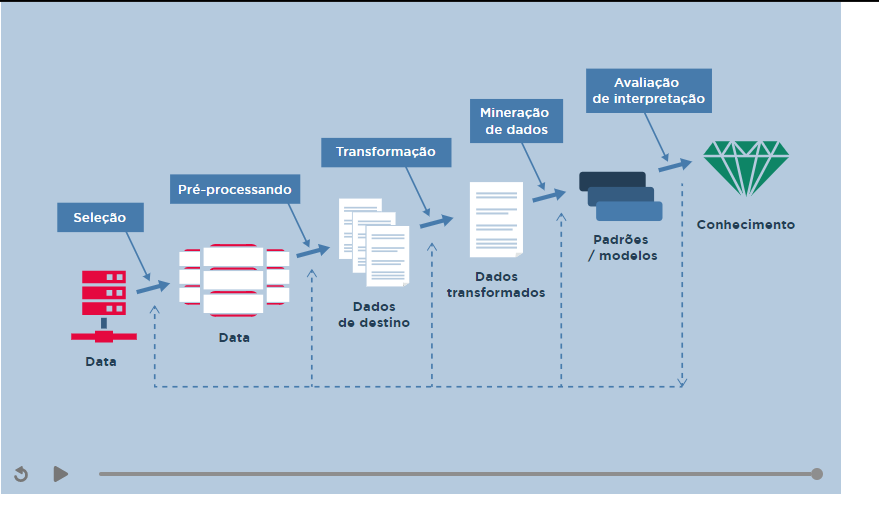 Avaliação
de interpretação
Mineração
de dados
Transformação
Pré-processando
Seleção
Conhecimento
Padrões
/ modelos
Dados
transformados
Dados
de destino
Data
Data